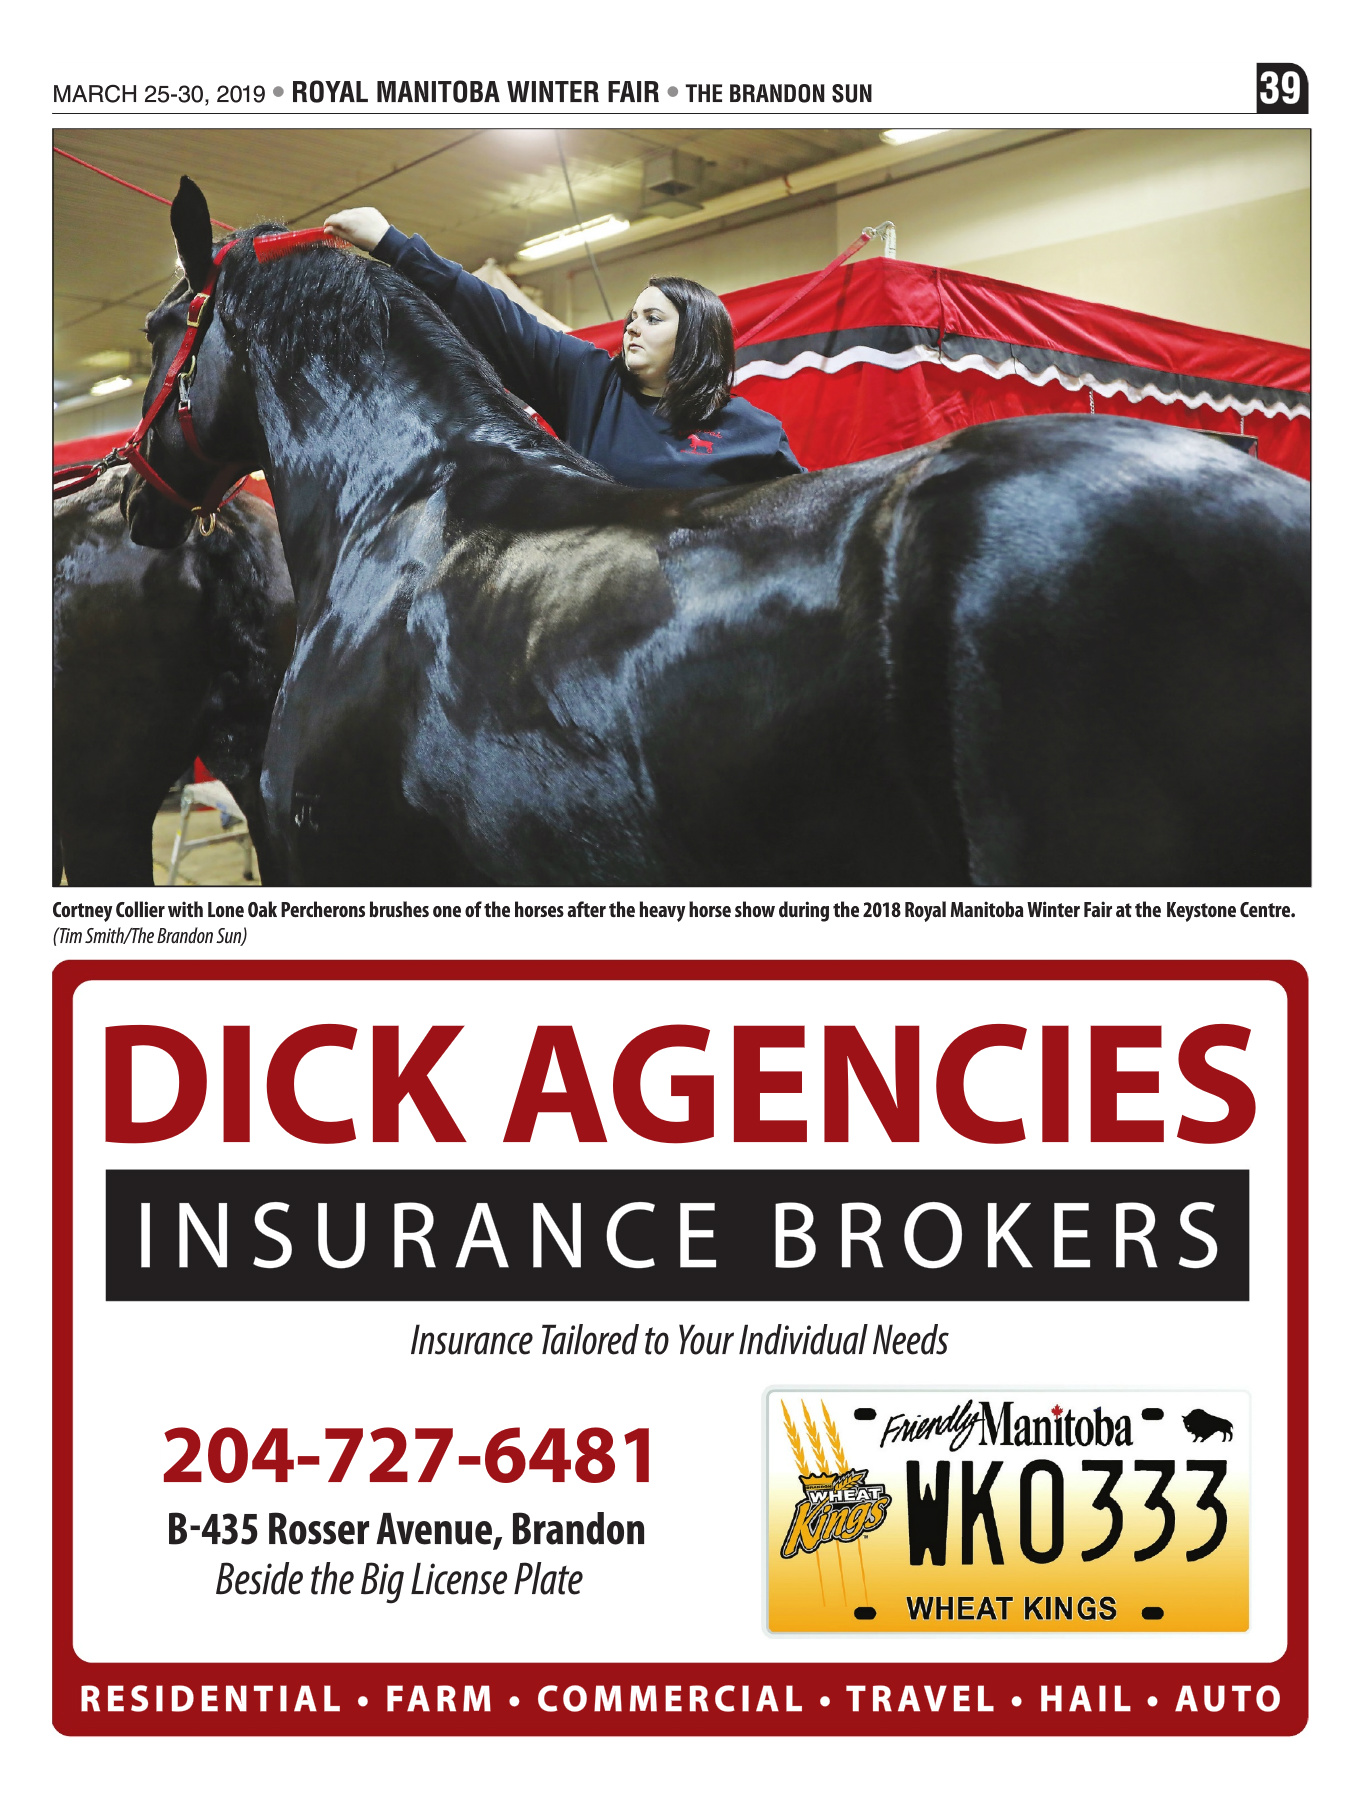 MARCH 25-30, 2019 • ROYAL MANITOBA WINTER FAIR • THE BRANDON SUN
39
Cortney Collier with Lone Oak Percherons brushes one of the horses after the heavy horse show during the 2018 Royal Manitoba Winter Fair at the Keystone Centre.
(Tim Smith/The Brandon Sun)
DICK AGENCIES
INSURANCE BROKERS
Insurance Tailored to Your Individual Needs
204-727-6481
B-435 Rosser Avenue, Brandon
Beside the Big License Plate
Friendly Manitoba
BRANDON
WHEAT
Kings
WKO333
WHEAT KINGS
RESIDENTIAL • FARM • COMMERCIAL • TRAVEL • HAIL • AUTO